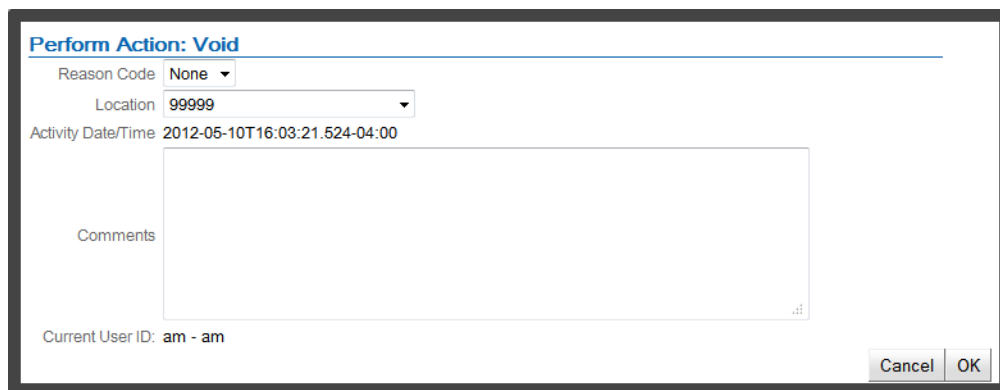 Perform Action: Void
Reason Code None
Location 99999
Activity Date/Time 2012-05-10T16:03:21.524-04:00
Comments
Current User ID: am - am
Cancel OK